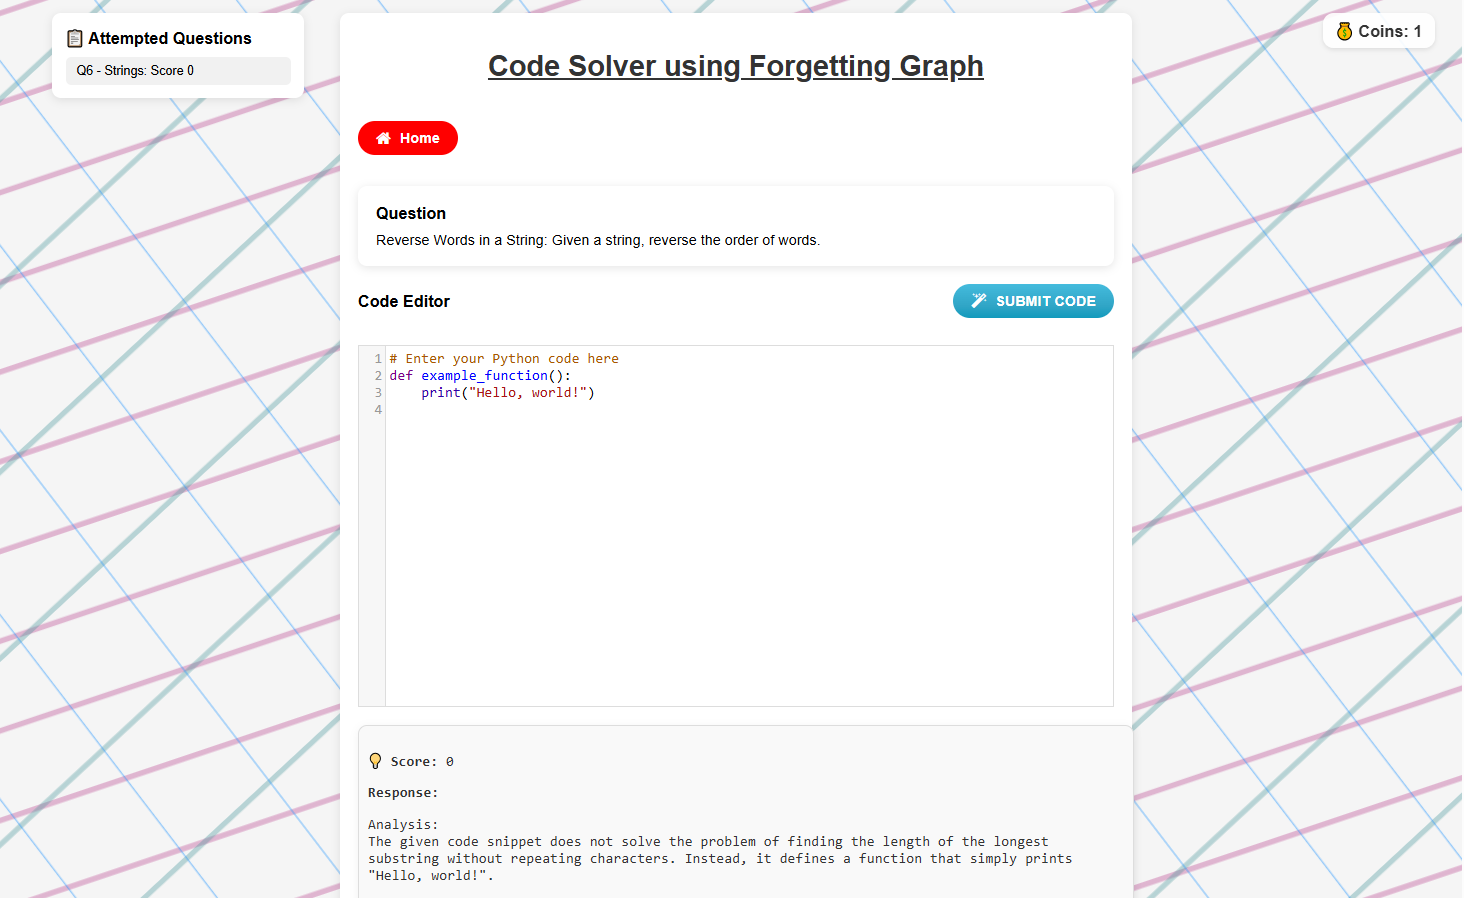 Attempted Questions
Q6 - Strings: Score 0
Coins: 1
Code Solver using Forgetting Graph
Home
Question
Reverse Words in a String: Given a string, reverse the order of words.
Code Editor
SUBMIT CODE
1 # Enter your Python code here
2 def example_function():
3     print("Hello, world!")
4
Score: 0
Response:
Analysis:
The given code snippet does not solve the problem of finding the length of the longest
substring without repeating characters. Instead, it defines a function that simply prints
"Hello, world!".